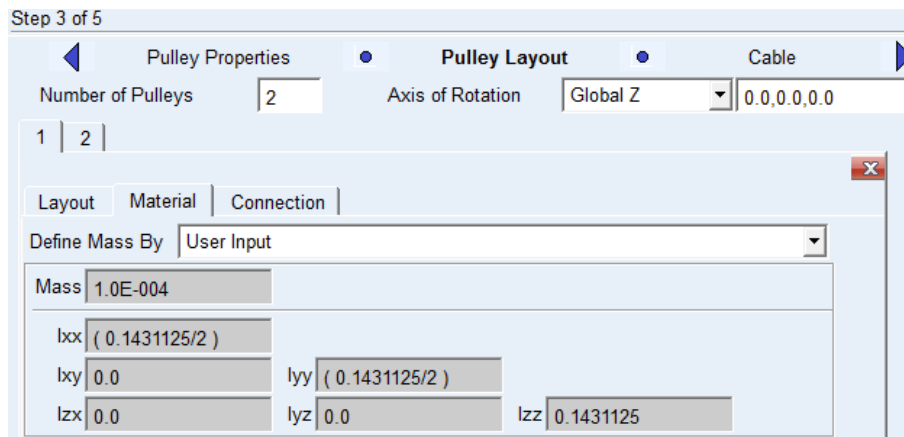 Step 3 of 5
Pulley Properties Pulley Layout Cable
Number of Pulleys 2 Axis of Rotation Global Z 0.0,0.0,0.0
1 2
Layout Material Connection
Define Mass By User Input
Mass 1.0E-004
Ixx ( 0.1431125/2 )
Ixy 0.0 Iyy ( 0.1431125/2 )
Izx 0.0 Iyz 0.0 Izz 0.1431125